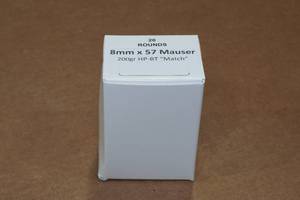 20
ROUNDS
8mm x 57 Mauser
200gr HP-BT "Match"